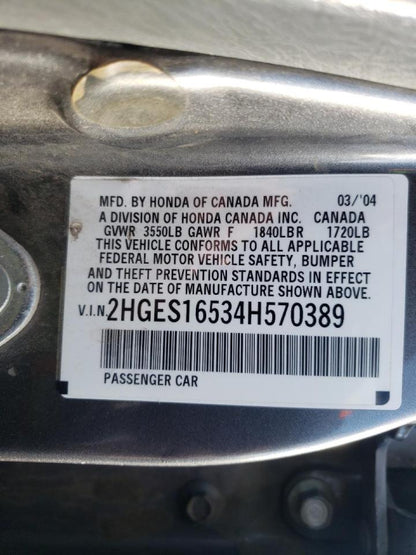 MFD. BY HONDA OF CANADA MFG. 03/'04
A DIVISION OF HONDA CANADA INC. CANADA
GVWR 3550LB GAWR F 1840LBR 1720LB
THIS VEHICLE CONFORMS TO ALL APPLICABLE
FEDERAL MOTOR VEHICLE SAFETY, BUMPER
AND THEFT PREVENTION STANDARDS IN EFFECT
ON THE DATE OF MANUFACTURE SHOWN ABOVE.
V.I.N. 2HGES16534H570389
PASSENGER CAR